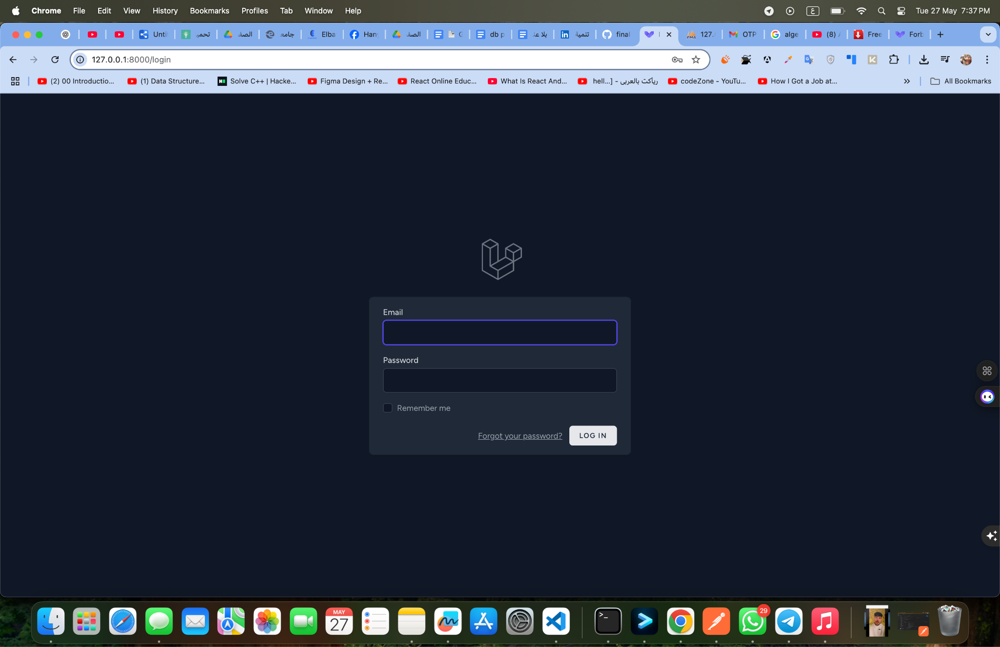 Chrome File Edit View History Bookmarks Profiles Tab Window Help ع Tue 27 May 7:37 PM
Unti تحمي الصف جامع Elba Han الصف G db p بلا عن تنمية final 127. OTP alge (8) Free Forb
127.0.0.1:8000/login
(2) 00 Introductio... (1) Data Structure... Solve C++ | Hacke... Figma Design + Re... React Online Educ... What Is React And... hell...] - رياكت بالعربى codeZone - YouTu... How I Got a Job at... All Bookmarks
Email
Password
Remember me
Forgot your password? LOG IN
MAY
27
29